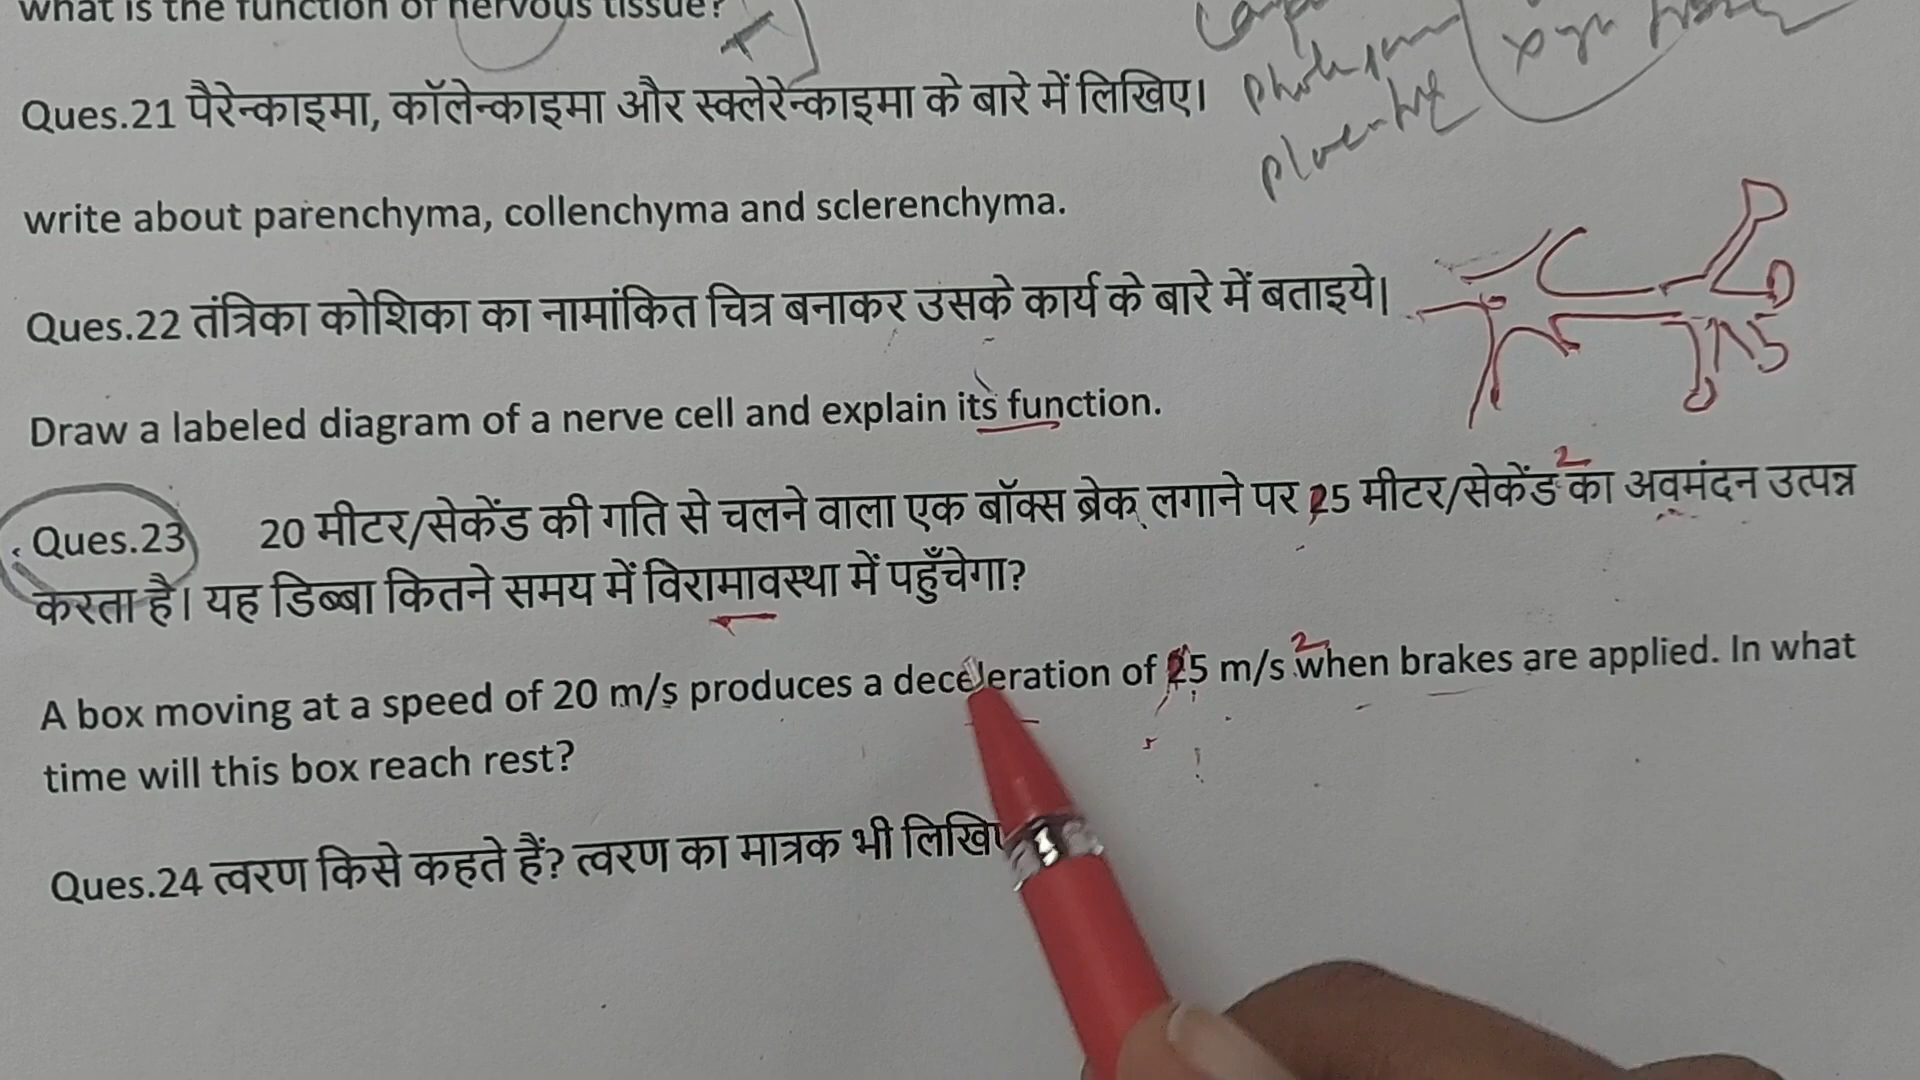 what is the function of nervous tissue?
Ques.21 पैरेन्काइमा, कॉलेन्काइमा और स्क्लेरेन्काइमा के बारे में लिखिए।
write about parenchyma, collenchyma and sclerenchyma.
Ques.22 तंत्रिका कोशिका का नामांकित चित्र बनाकर उसके कार्य के बारे में बताइये।
Draw a labeled diagram of a nerve cell and explain its function.
Ques.23 20 मीटर/सेकेंड की गति से चलने वाला एक बॉक्स ब्रेक लगाने पर 25 मीटर/सेकेंड² का अवमंदन उत्पन्न
करता है। यह डिब्बा कितने समय में विरामावस्था में पहुँचेगा?
A box moving at a speed of 20 m/s produces a deceleration of 25 m/s² when brakes are applied. In what
time will this box reach rest?
Ques.24 त्वरण किसे कहते हैं? त्वरण का मात्रक भी